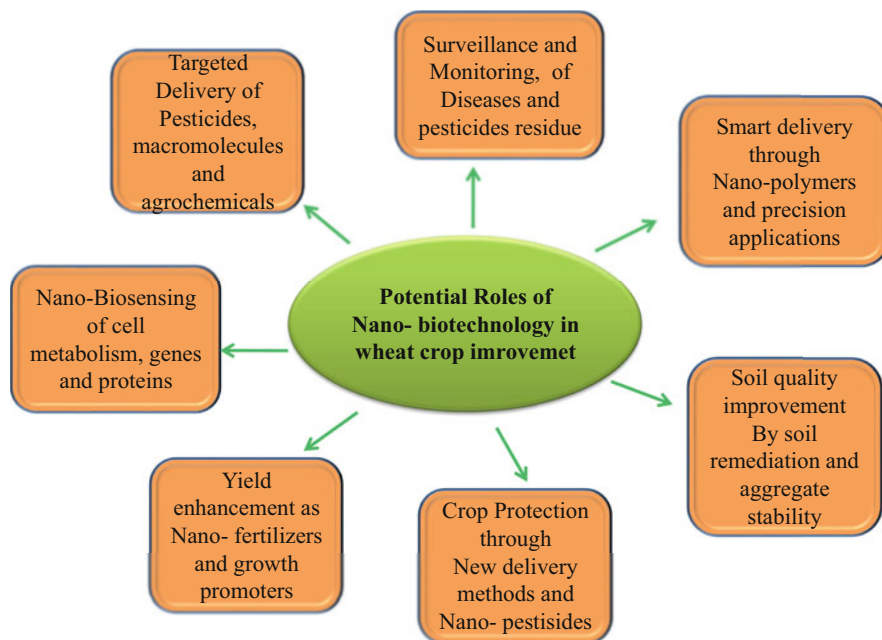 Targeted
Delivery of
Pesticides,
macromolecules
and
agrochemicals
Surveillance and
Monitoring, of
Diseases and
pesticides residue
Smart delivery
through
Nano-polymers
and precision
applications
Nano-Biosensing
of cell
metabolism, genes
and proteins
Potential Roles of
Nano- biotechnology in
wheat crop imrovemet
Soil quality
improvement
By soil
remediation and
aggregate
stability
Yield
enhancement as
Nano- fertilizers
and growth
promoters
Crop Protection
through
New delivery
methods and
Nano- pestisides